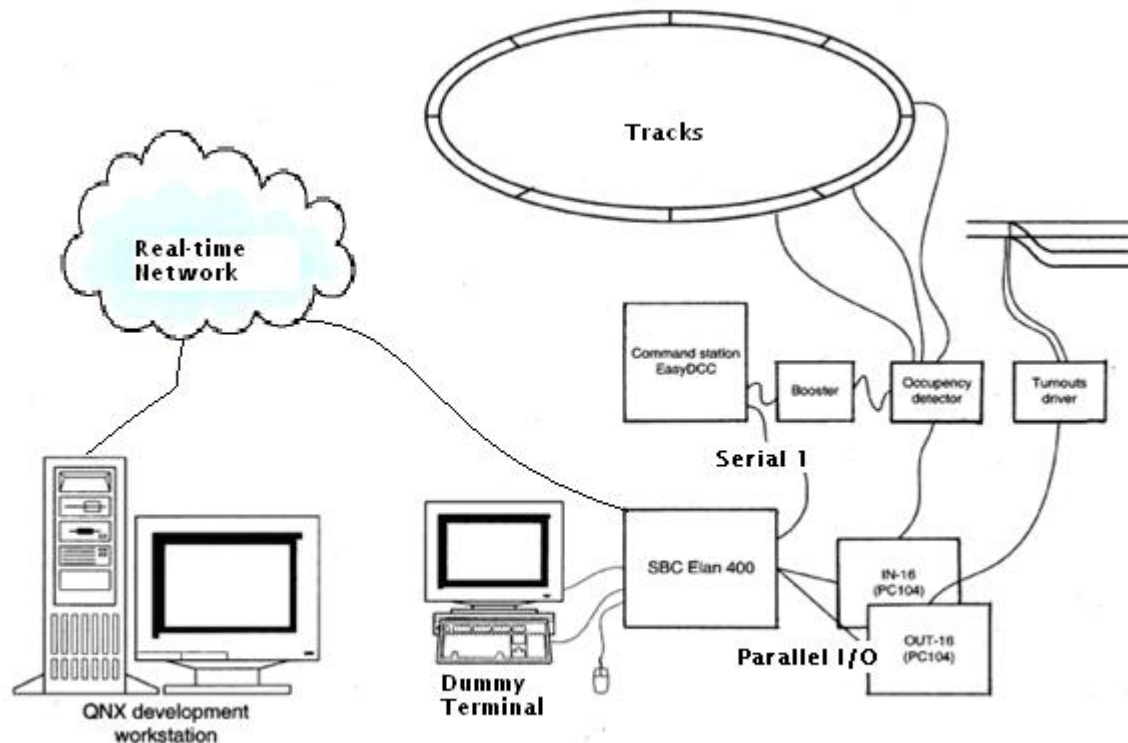 Tracks
Real-time
Network
Command station
EasyDCC
Booster
Occupency
detector
Turnouts
driver
Serial 1
SBC Elan 400
IN-16
(PC104)
OUT-16
(PC104)
Parallel I/O
Dummy
Terminal
QNX development
workstation